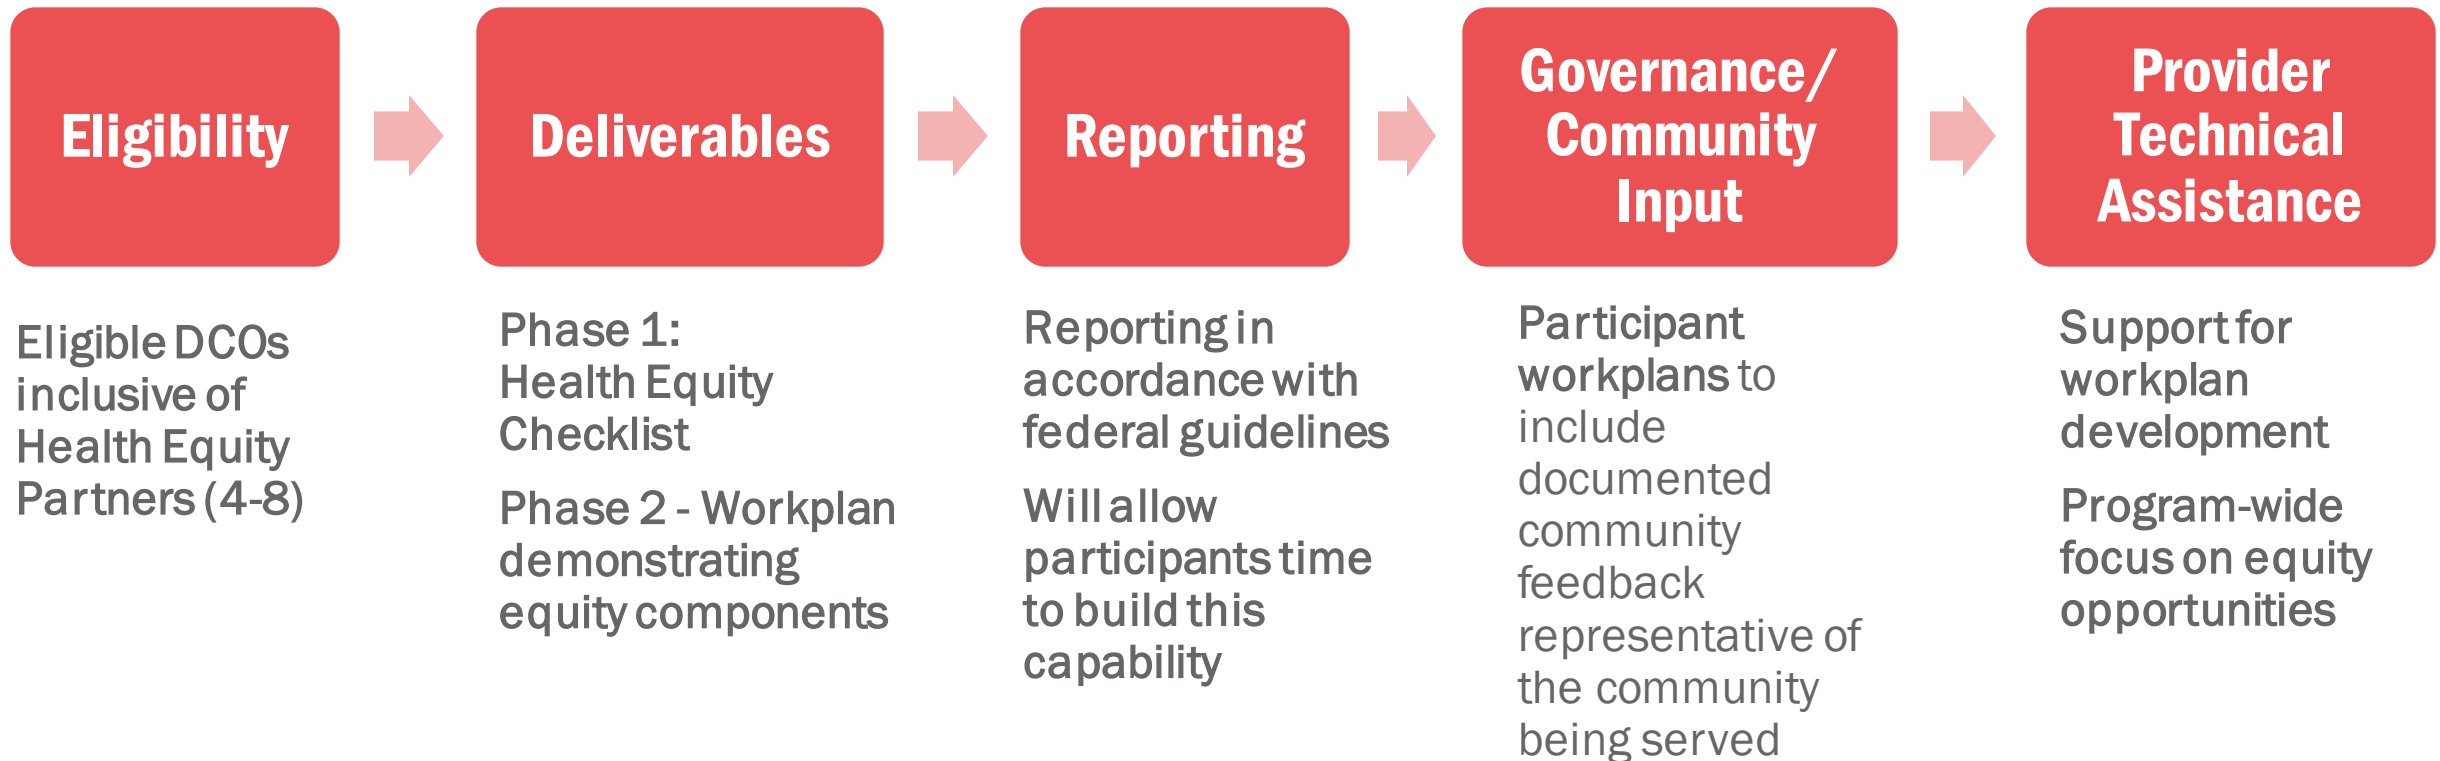 Eligibility
Eligible DCOs
inclusive of
Health Equity
Partners (4-8)
Deliverables
Phase 1:
Health Equity
Checklist
Phase 2 - Workplan
demonstrating
equity components
Reporting
Reporting in
accordance with
federal guidelines
Will allow
participants time
to build this
capability
Governance/
Community
Input
Participant
workplans to
include
documented
community
feedback
representative of
the community
being served
Provider
Technical
Assistance
Support for
workplan
development
Program-wide
focus on equity
opportunities